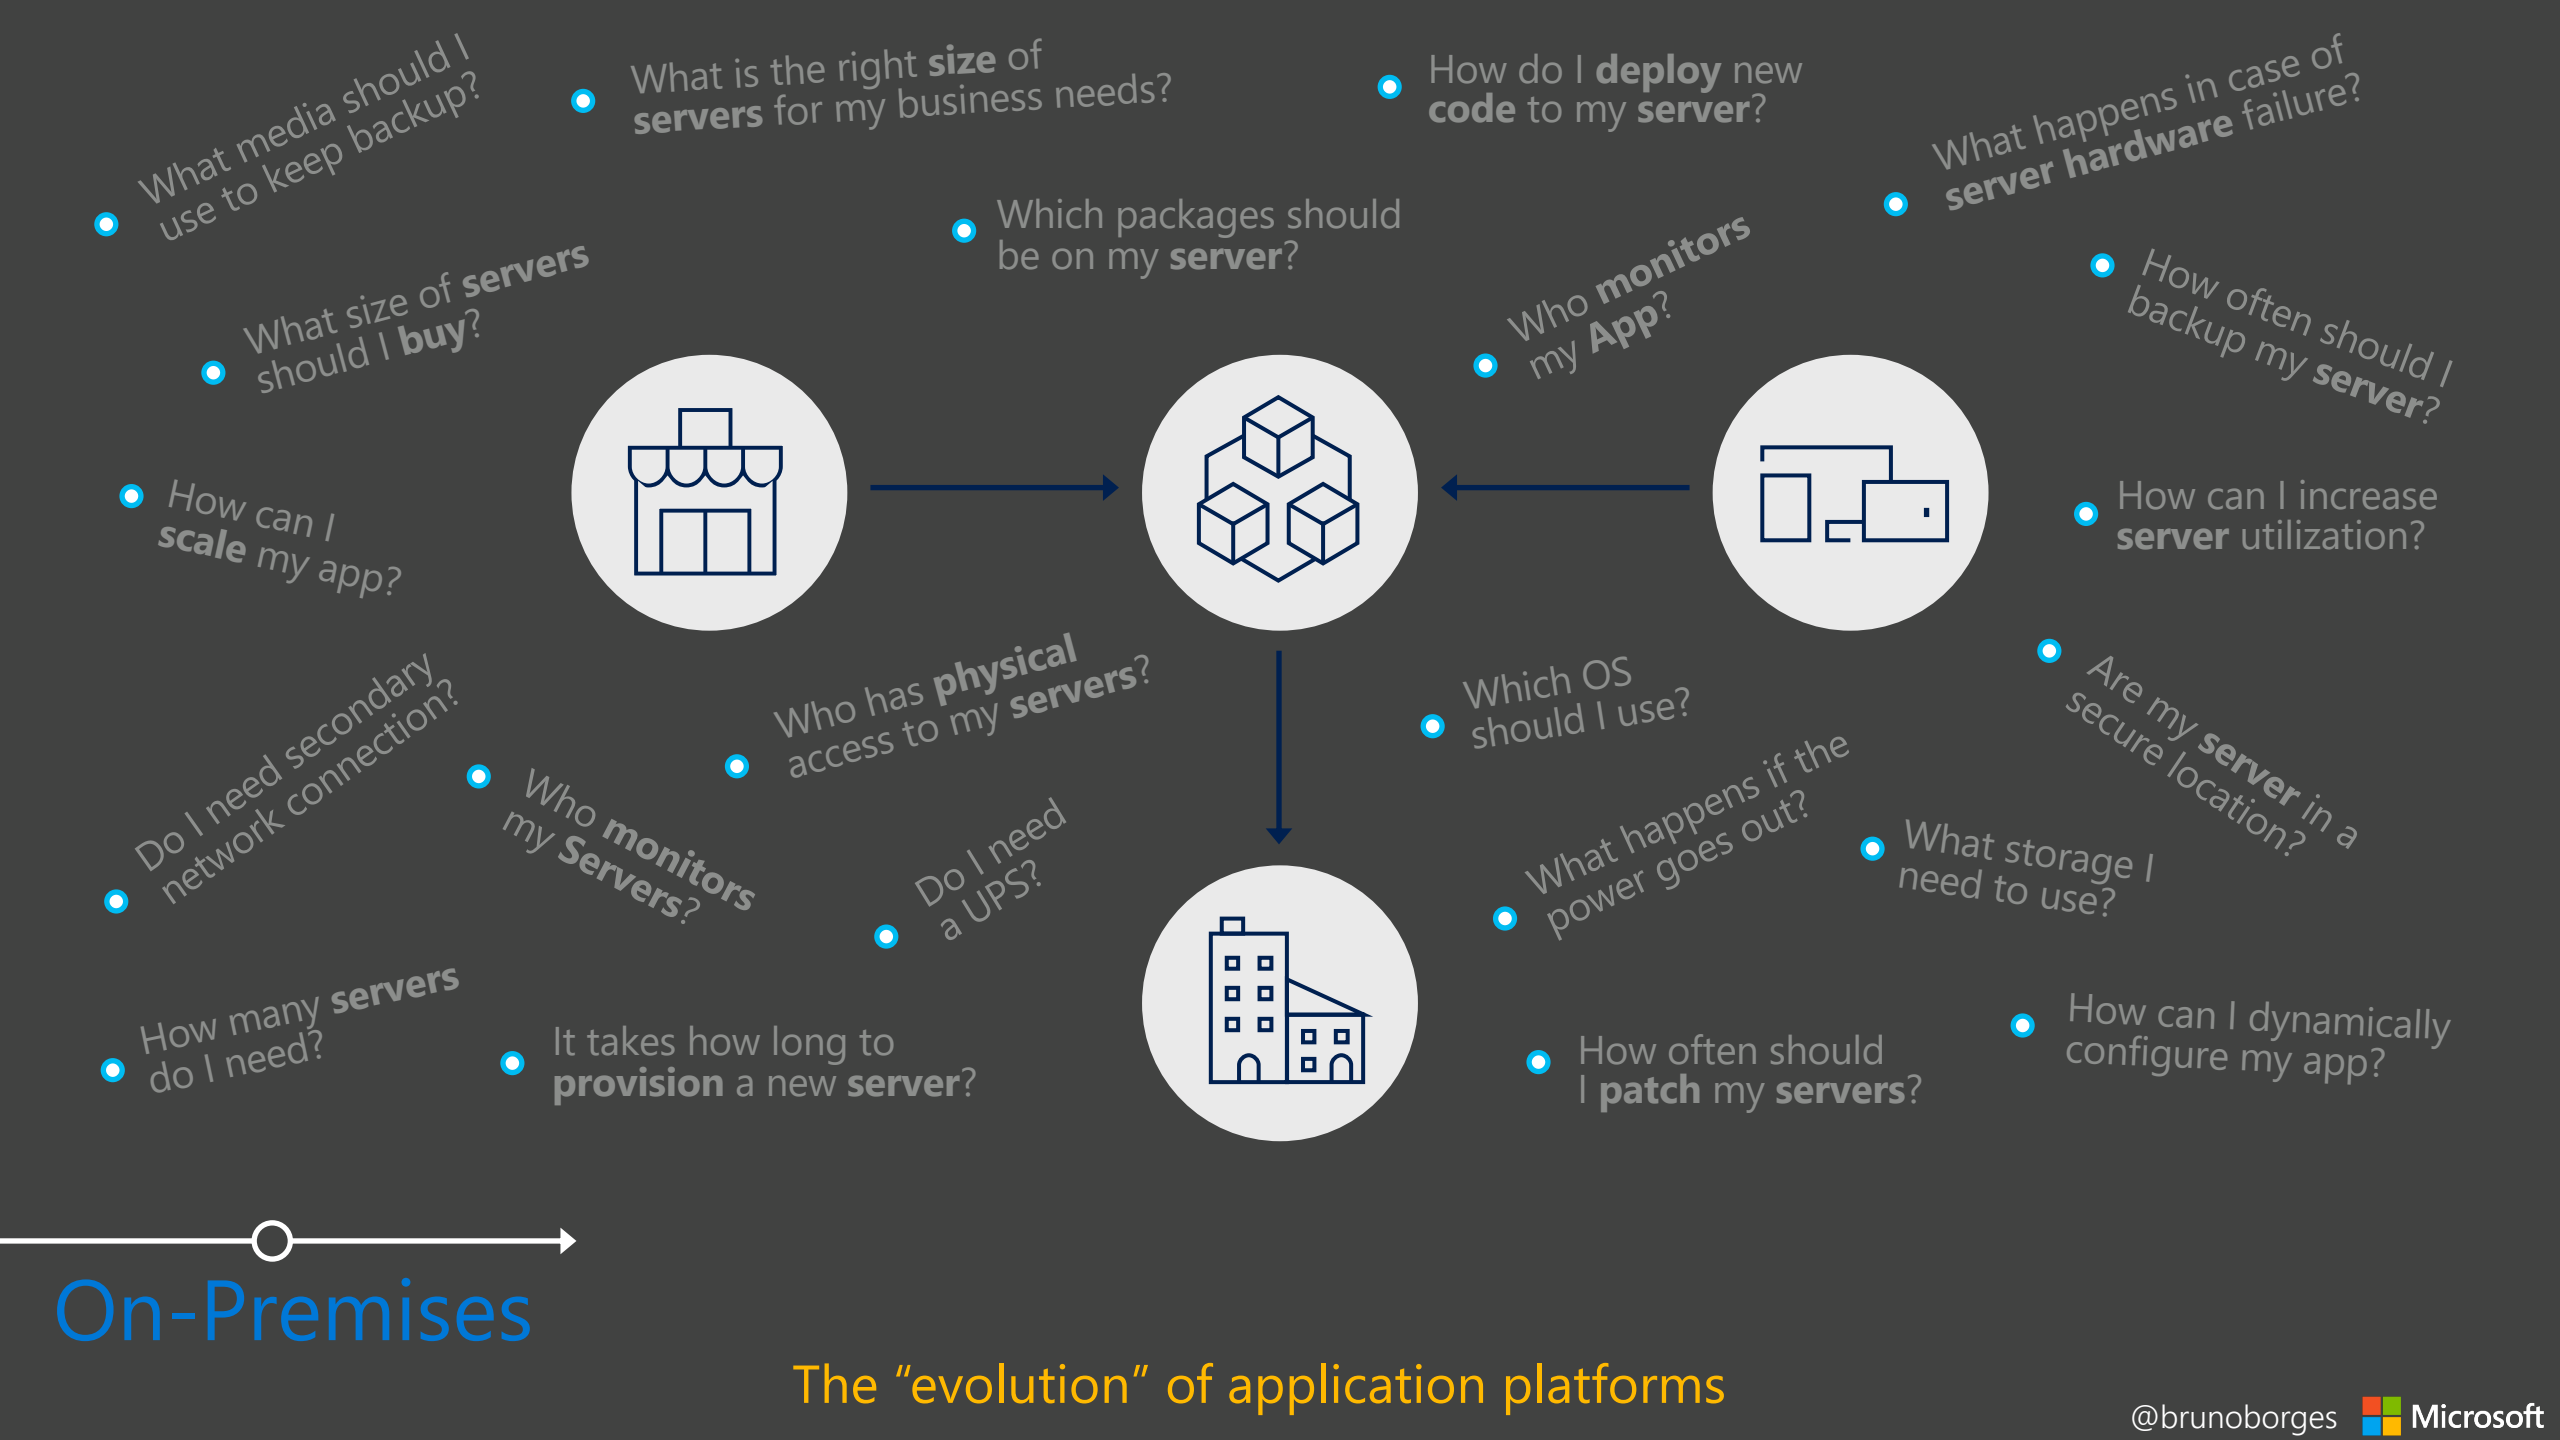 What media should I
use to keep backup?
What is the right size of
servers for my business needs?
How do I deploy new
code to my server?
What happens in case of
server hardware failure?
Which packages should
be on my server?
Who monitors
my App?
How often should I
backup my server?
What size of servers
should I buy?
How can I
scale my app?
How can I increase
server utilization?
Do I need secondary
network connection?
Who has physical
access to my servers?
Which OS
should I use?
Are my server in a
secure location?
Who monitors
my Servers?
Do I need
a UPS?
What happens if the
power goes out?
What storage I
need to use?
How many servers
do I need?
It takes how long to
provision a new server?
How often should
I patch my servers?
How can I dynamically
configure my app?
On-Premises
The “evolution” of application platforms
@brunoborges
Microsoft